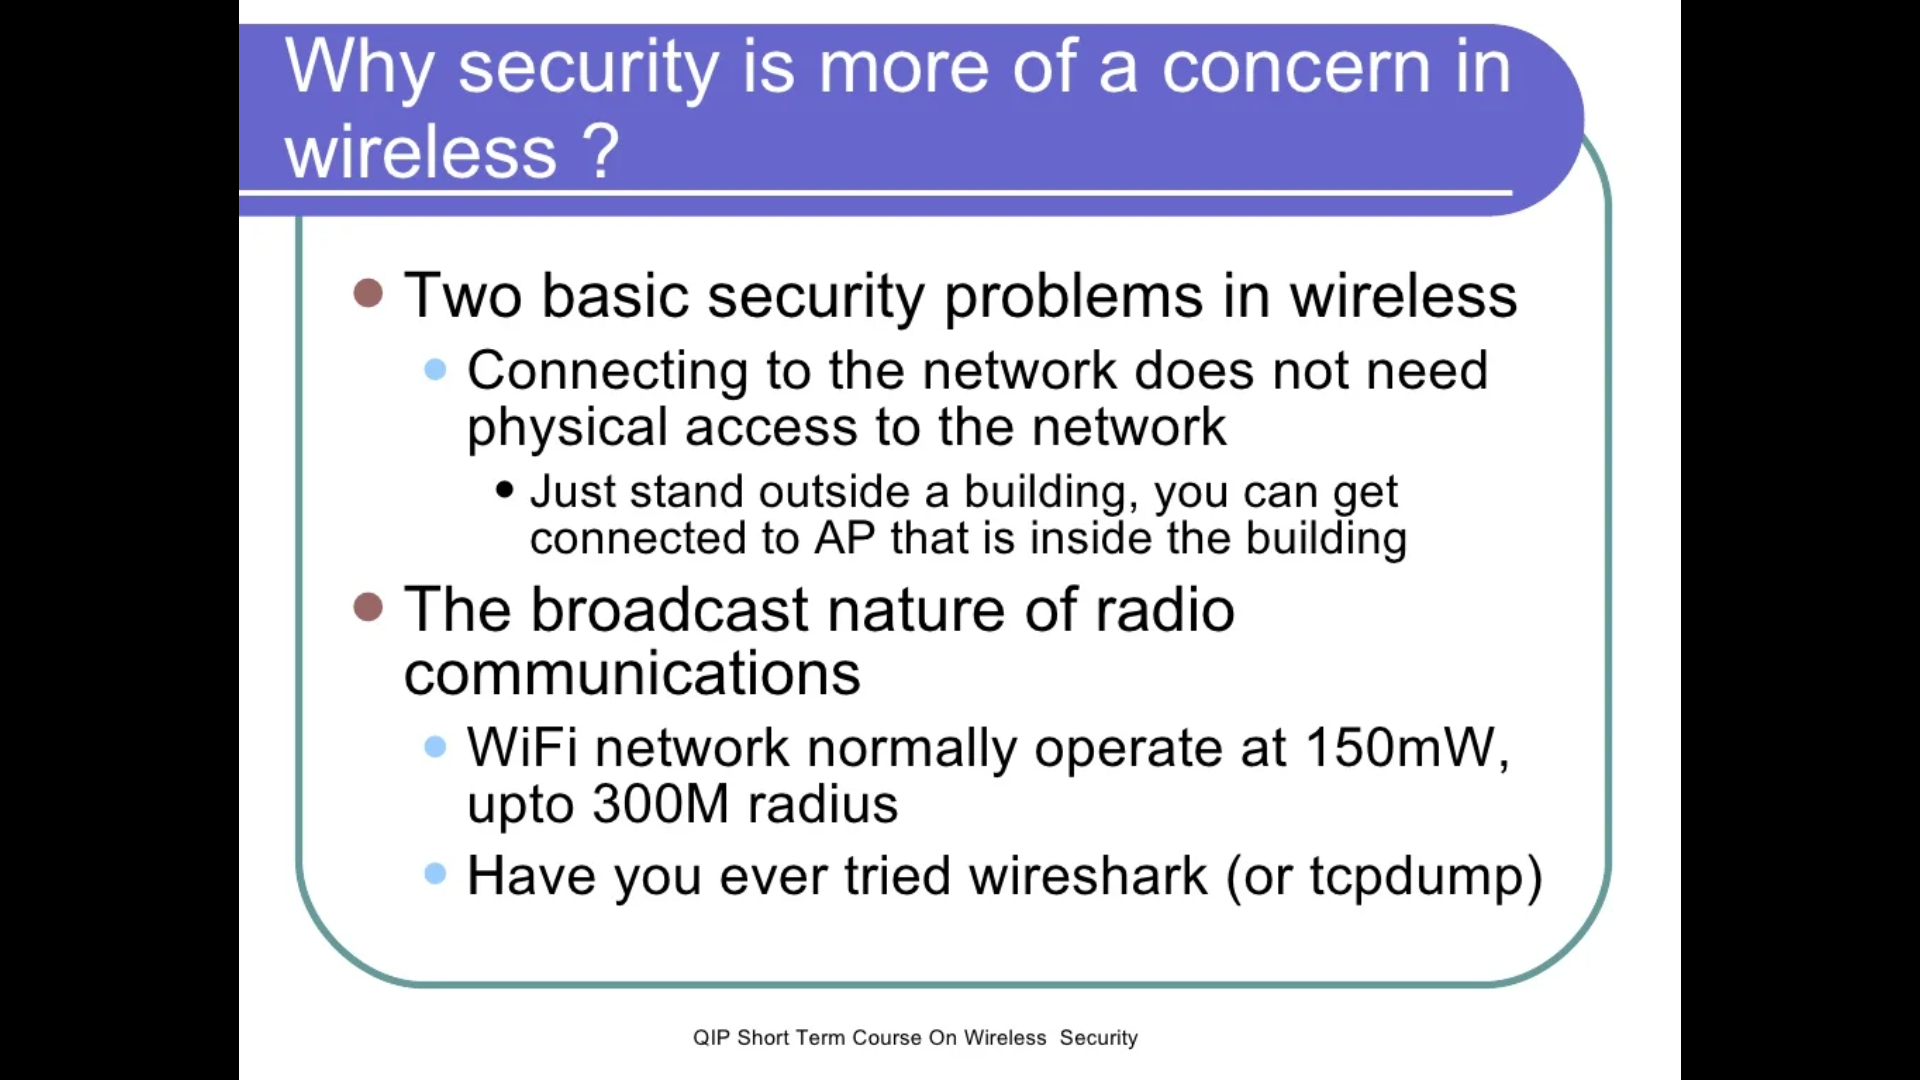 Why security is more of a concern in
wireless ?
Two basic security problems in wireless
Connecting to the network does not need
physical access to the network
Just stand outside a building, you can get
connected to AP that is inside the building
The broadcast nature of radio
communications
WiFi network normally operate at 150mW,
upto 300M radius
Have you ever tried wireshark (or tcpdump)
QIP Short Term Course On Wireless  Security